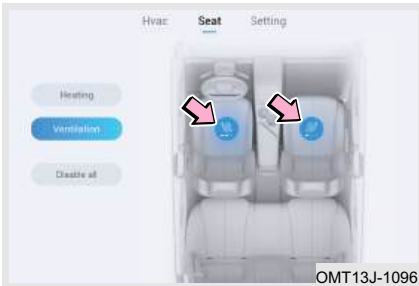 Hvac Seat Setting
Heating
Ventilation
Disable all
OMT13J-1096